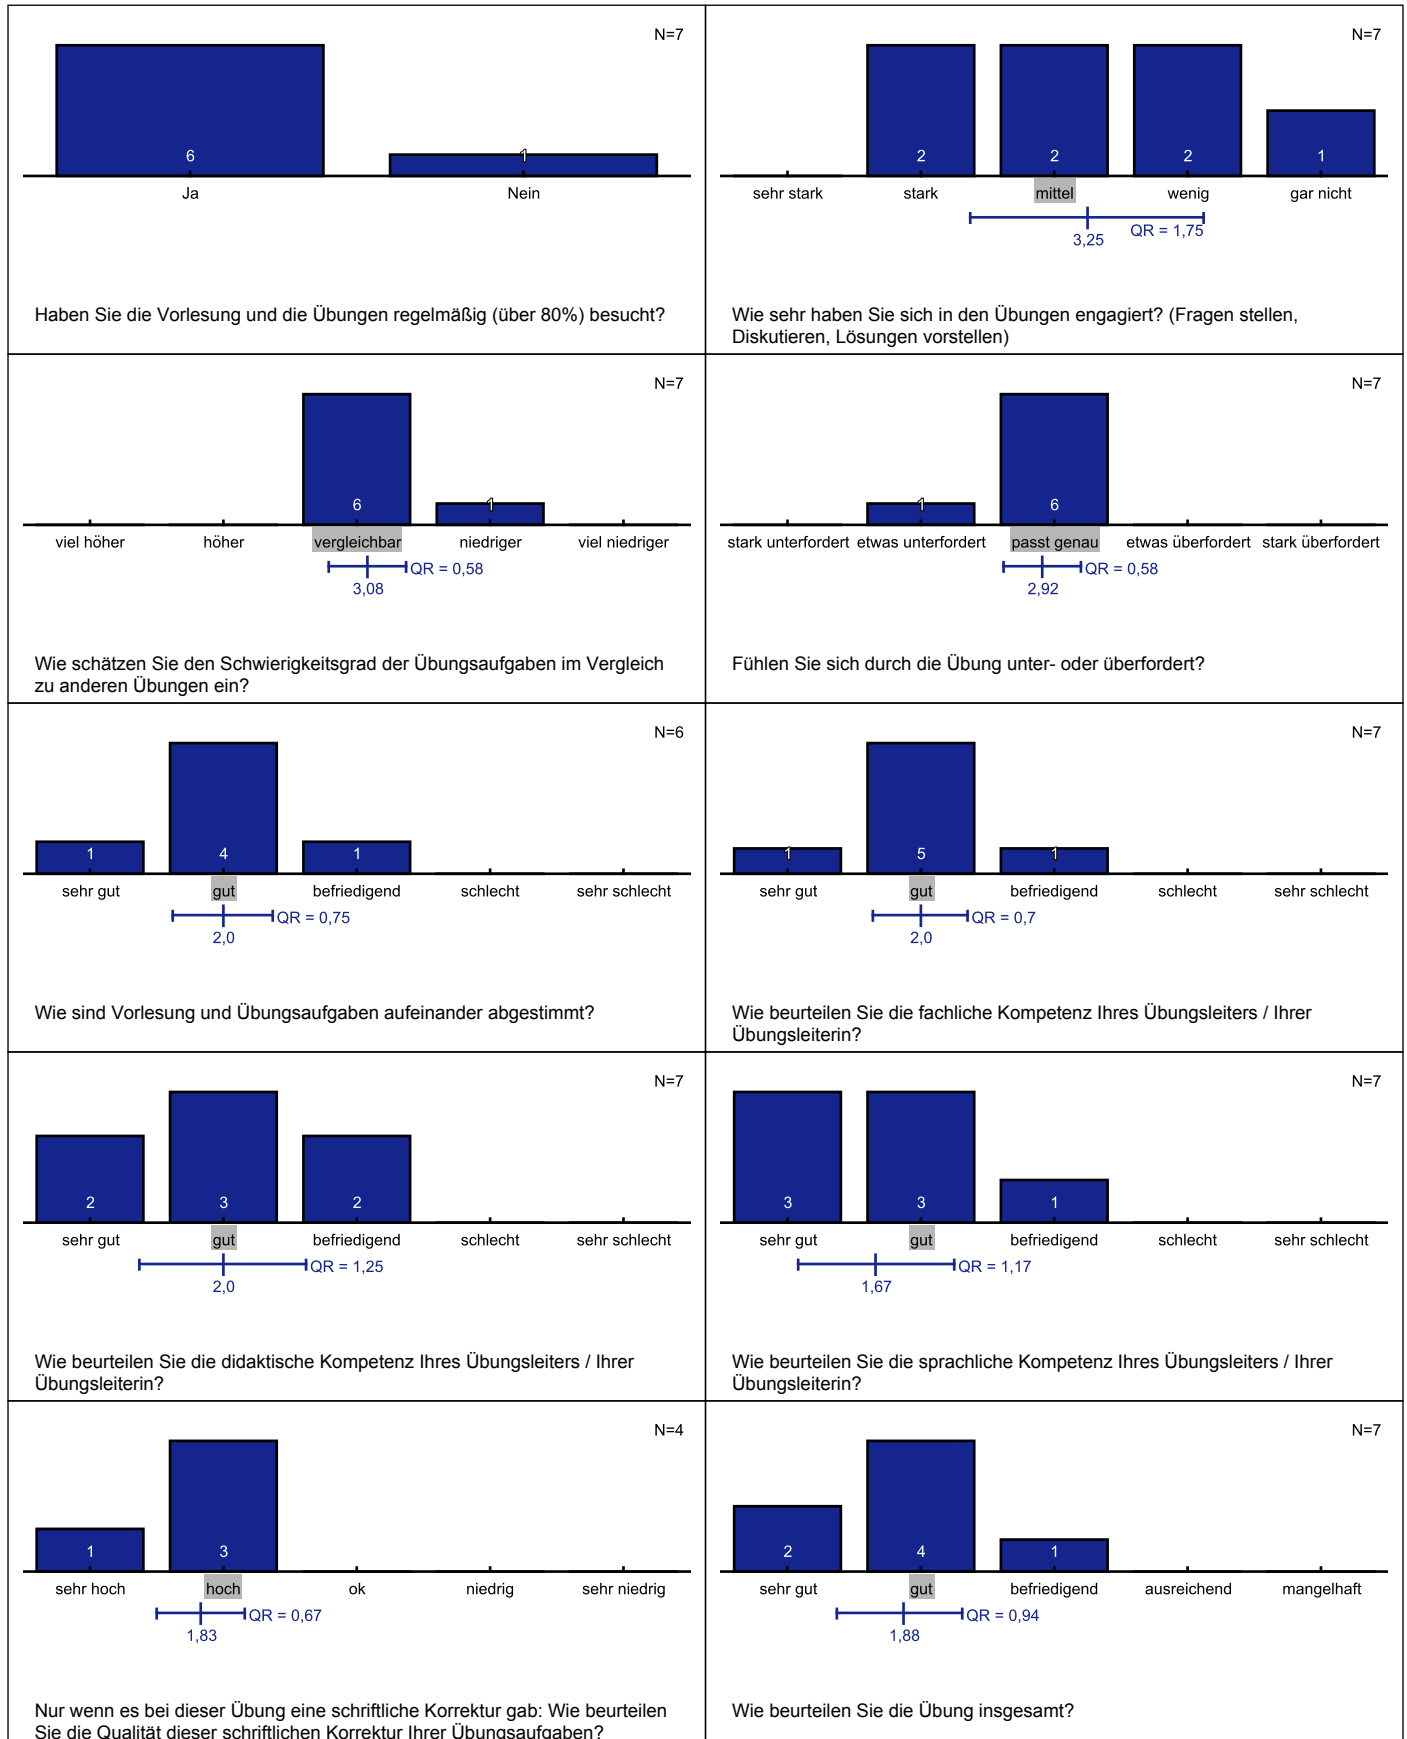 N=7
6
1
Ja
Nein
Haben Sie die Vorlesung und die Übungen regelmäßig (über 80%) besucht?
N=7
2
2
2
1
sehr stark
stark
mittel
wenig
gar nicht
QR = 1,75
3,25
Wie sehr haben Sie sich in den Übungen engagiert? (Fragen stellen,
Diskutieren, Lösungen vorstellen)
N=7
6
1
viel höher
höher
vergleichbar
niedriger
viel niedriger
QR = 0,58
3,08
Wie schätzen Sie den Schwierigkeitsgrad der Übungsaufgaben im Vergleich
zu anderen Übungen ein?
N=7
1
6
stark unterfordert
etwas unterfordert
passt genau
etwas überfordert
stark überfordert
QR = 0,58
2,92
Fühlen Sie sich durch die Übung unter- oder überfordert?
N=6
1
4
1
sehr gut
gut
befriedigend
schlecht
sehr schlecht
QR = 0,75
2,0
Wie sind Vorlesung und Übungsaufgaben aufeinander abgestimmt?
N=7
1
5
1
sehr gut
gut
befriedigend
schlecht
sehr schlecht
QR = 0,7
2,0
Wie beurteilen Sie die fachliche Kompetenz Ihres Übungsleiters / Ihrer
Übungsleiterin?
N=7
2
3
2
sehr gut
gut
befriedigend
schlecht
sehr schlecht
QR = 1,25
2,0
Wie beurteilen Sie die didaktische Kompetenz Ihres Übungsleiters / Ihrer
Übungsleiterin?
N=7
3
3
1
sehr gut
gut
befriedigend
schlecht
sehr schlecht
QR = 1,17
1,67
Wie beurteilen Sie die sprachliche Kompetenz Ihres Übungsleiters / Ihrer
Übungsleiterin?
N=4
1
3
sehr hoch
hoch
ok
niedrig
sehr niedrig
QR = 0,67
1,83
Nur wenn es bei dieser Übung eine schriftliche Korrektur gab: Wie beurteilen
Sie die Qualität dieser schriftlichen Korrektur Ihrer Übungsaufgaben?
N=7
2
4
1
sehr gut
gut
befriedigend
ausreichend
mangelhaft
QR = 0,94
1,88
Wie beurteilen Sie die Übung insgesamt?